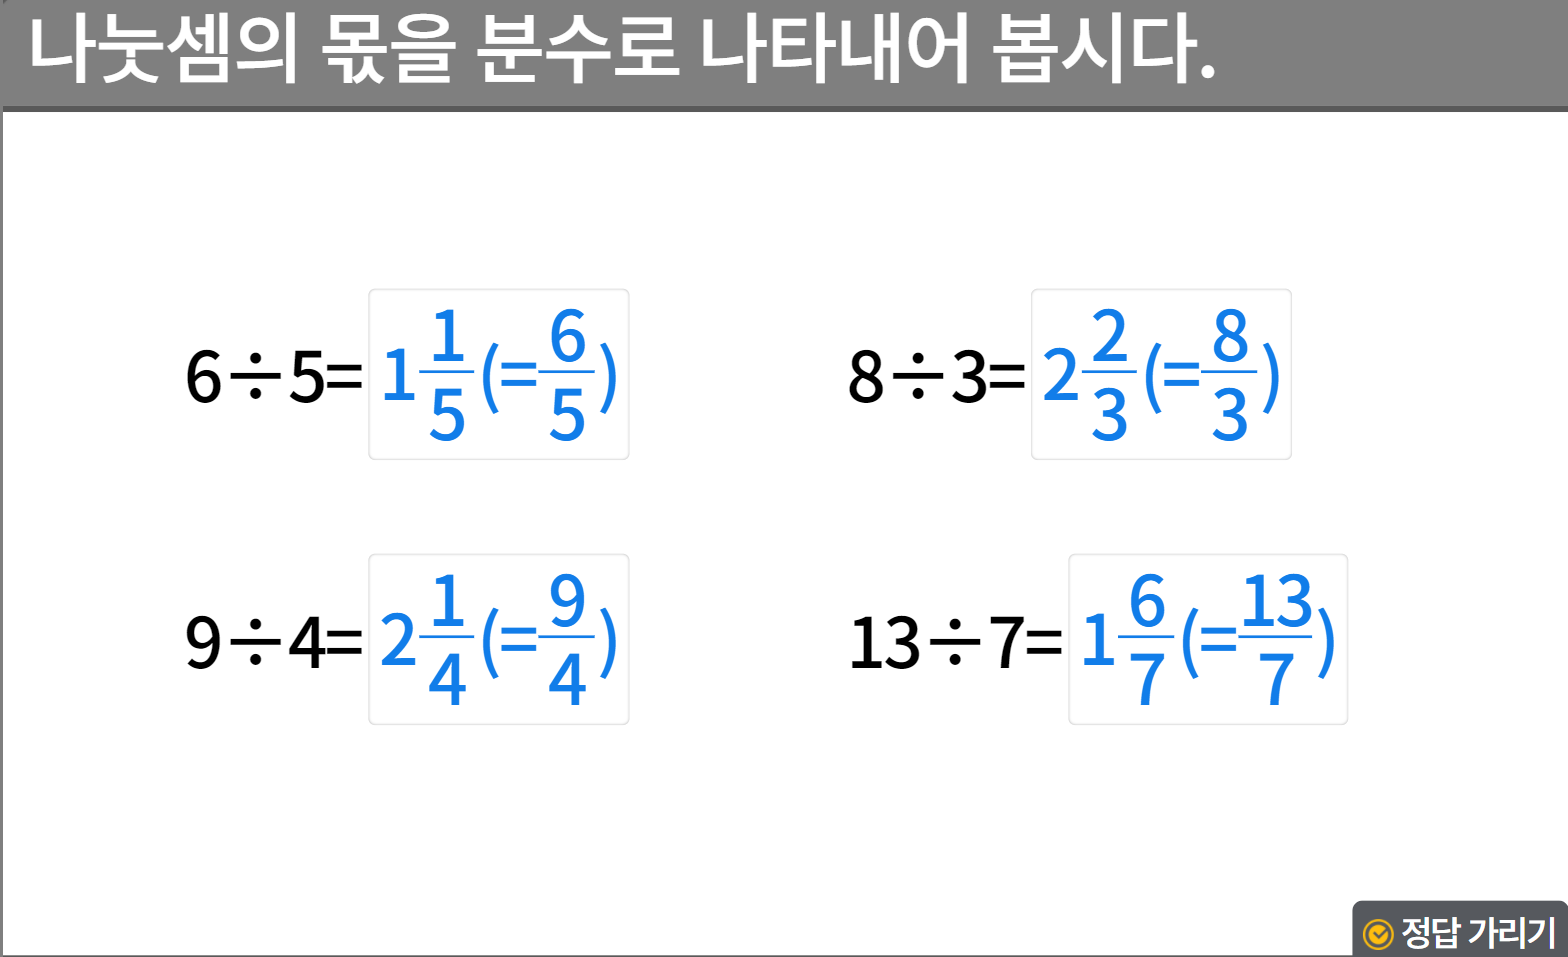 나눗셈의 몫을 분수로 나타내어 봅시다.
6÷5= 1 1/5 (= 6/5)
8÷3= 2 2/3 (= 8/3)
9÷4= 2 1/4 (= 9/4)
13÷7= 1 6/7 (= 13/7)
정답 가리기